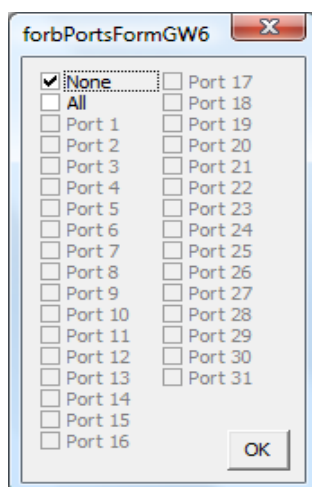 forbPortsFormGW6
None
All
Port 1
Port 2
Port 3
Port 4
Port 5
Port 6
Port 7
Port 8
Port 9
Port 10
Port 11
Port 12
Port 13
Port 14
Port 15
Port 16
Port 17
Port 18
Port 19
Port 20
Port 21
Port 22
Port 23
Port 24
Port 25
Port 26
Port 27
Port 28
Port 29
Port 30
Port 31
OK